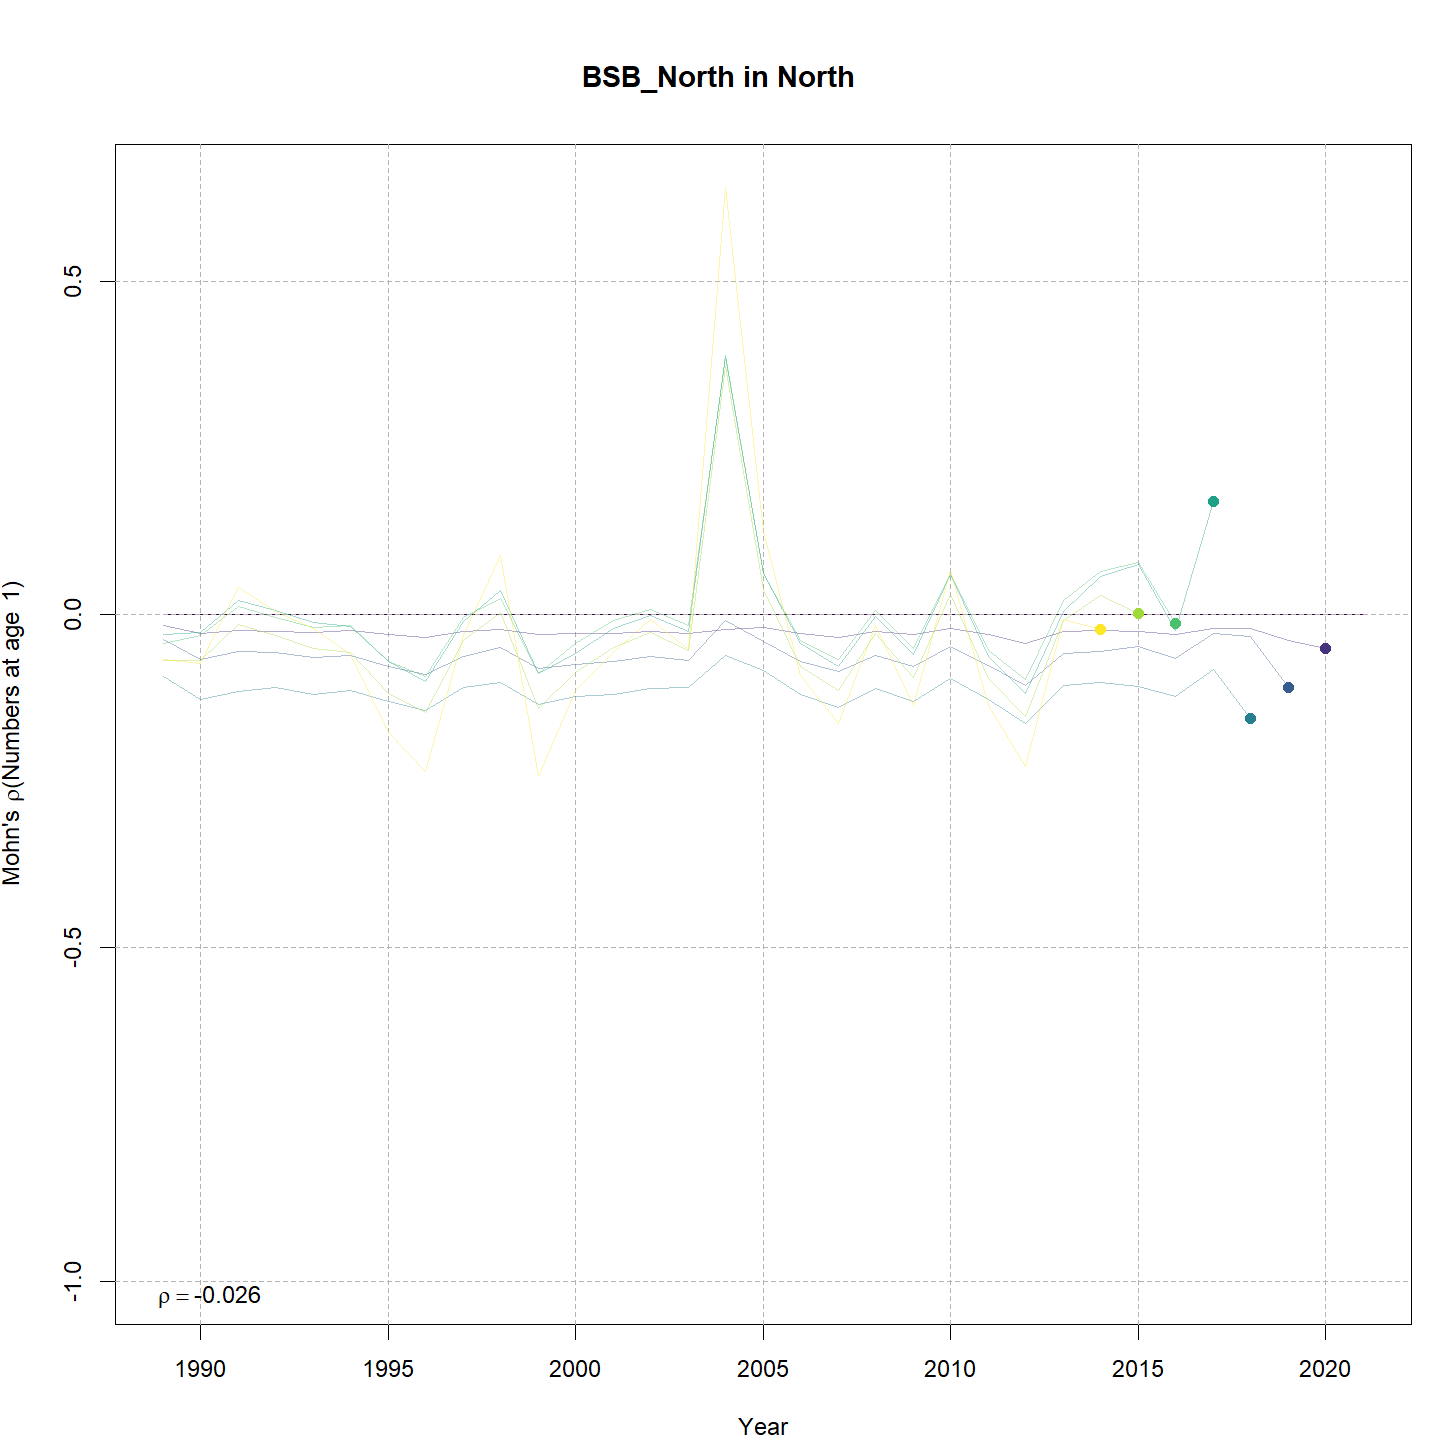 BSB_North in North
Mohn's ρ(Numbers at age 1)
0.5
0.0
-0.5
-1.0
ρ = -0.026
1990 1995 2000 2005 2010 2015 2020
Year